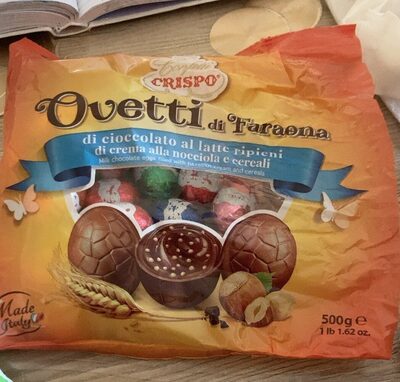 Confetti
CRISPO®
Ovetti di Faraona
di cioccolato al latte ripieni
di crema alla nocciola e cereali
Milk chocolate eggs filled with hazelnut cream and cereals
Made
Italy
500g e
1 lb 1.62 oz.